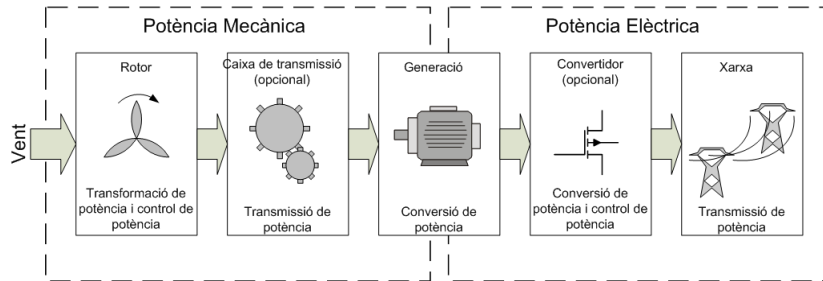 Potència Mecànica
Potència Elèctrica
Vent
Rotor
Transformació de
potència i control de
potència
Caixa de transmissió
(opcional)
Transmissió de
potència
Generació
Conversió de
potència
Convertidor
(opcional)
Conversió de
potència i control de
potència
Xarxa
Transmissió de
potència